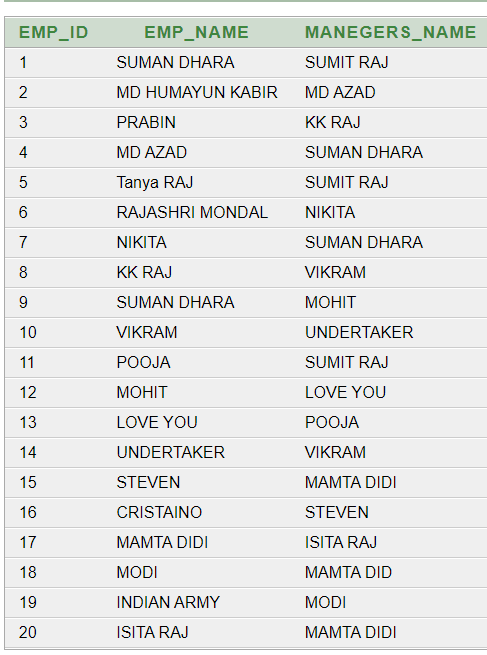 EMP_ID EMP_NAME MANEGERS_NAME
1 SUMAN DHARA SUMIT RAJ
2 MD HUMAYUN KABIR MD AZAD
3 PRABIN KK RAJ
4 MD AZAD SUMAN DHARA
5 Tanya RAJ SUMIT RAJ
6 RAJASHRI MONDAL NIKITA
7 NIKITA SUMAN DHARA
8 KK RAJ VIKRAM
9 SUMAN DHARA MOHIT
10 VIKRAM UNDERTAKER
11 POOJA SUMIT RAJ
12 MOHIT LOVE YOU
13 LOVE YOU POOJA
14 UNDERTAKER VIKRAM
15 STEVEN MAMTA DIDI
16 CRISTAINO STEVEN
17 MAMTA DIDI ISITA RAJ
18 MODI MAMTA DID
19 INDIAN ARMY MODI
20 ISITA RAJ MAMTA DIDI